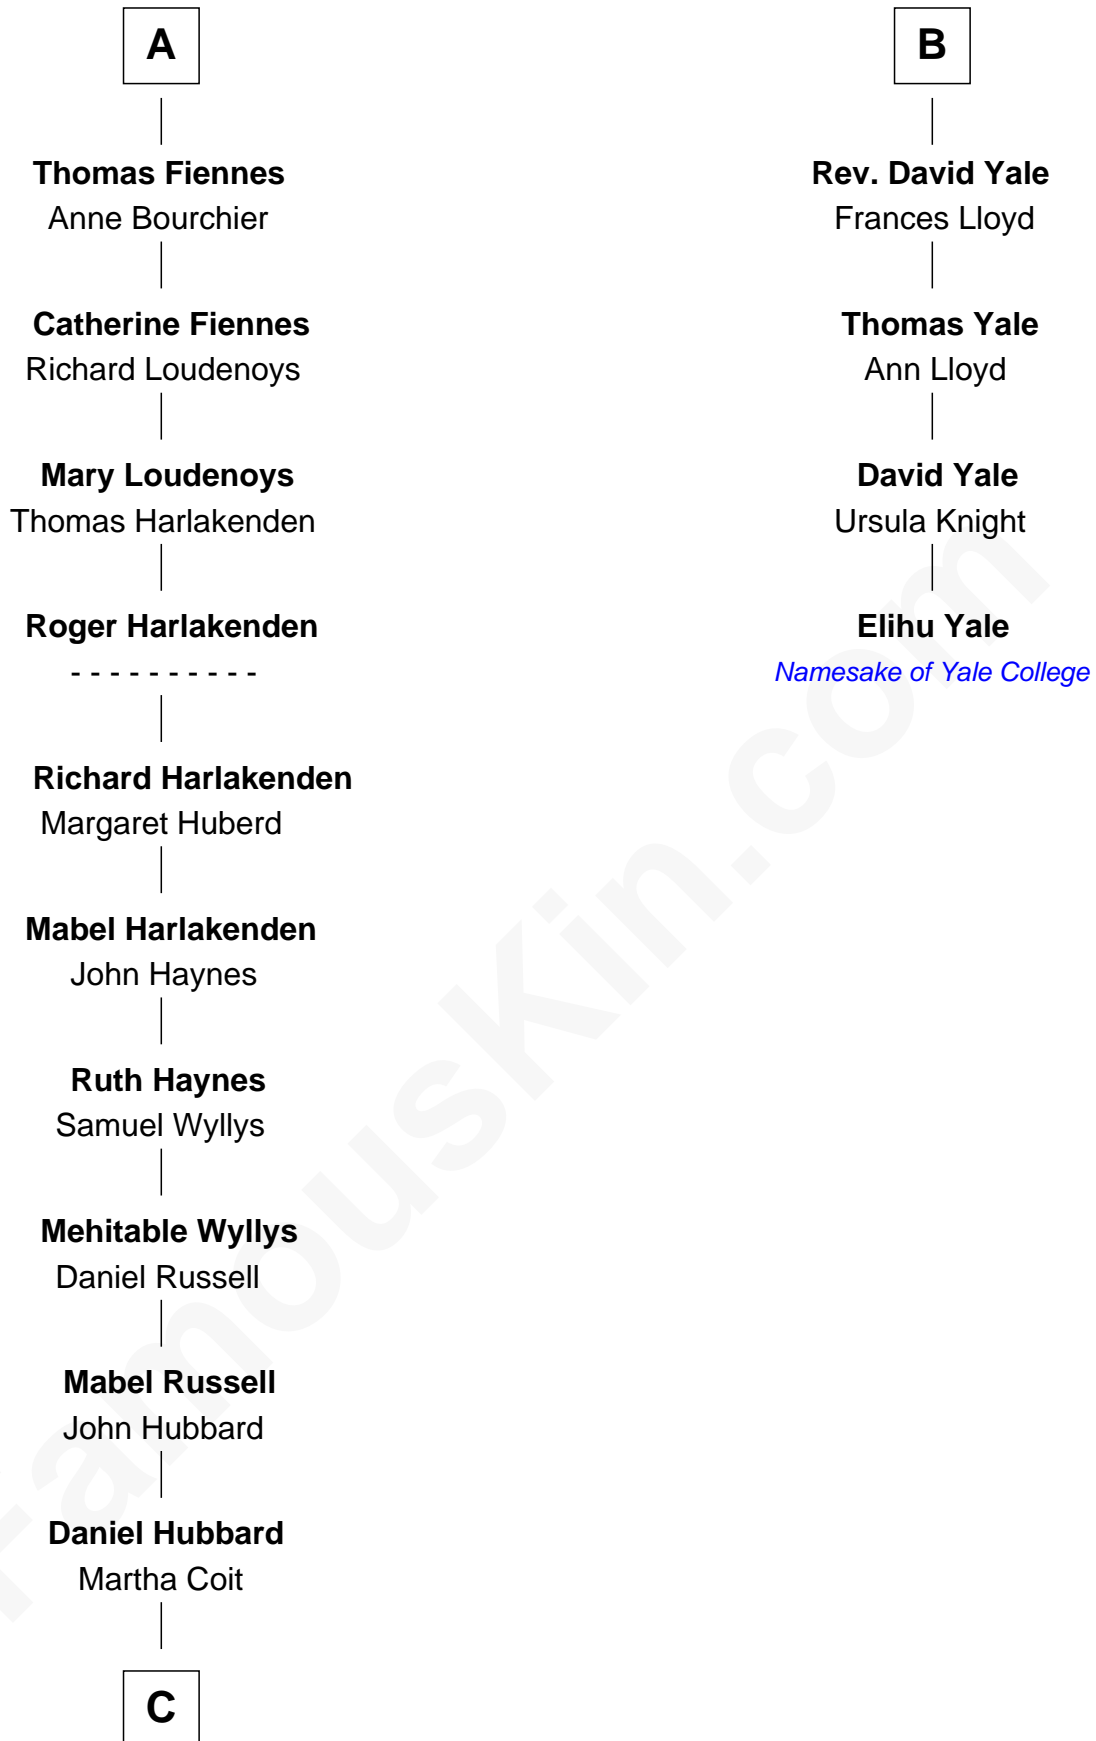 A
Thomas Fiennes
Anne Bourchier
Catherine Fiennes
Richard Loudenoys
Mary Loudenoys
Thomas Harlakenden
Roger Harlakenden
- - - - - - - - - -
Richard Harlakenden
Margaret Huberd
Mabel Harlakenden
John Haynes
Ruth Haynes
Samuel Wyllys
Mehitable Wyllys
Daniel Russell
Mabel Russell
John Hubbard
Daniel Hubbard
Martha Coit
C
B
Rev. David Yale
Frances Lloyd
Thomas Yale
Ann Lloyd
David Yale
Ursula Knight
Elihu Yale
Namesake of Yale College
FamousKin.com